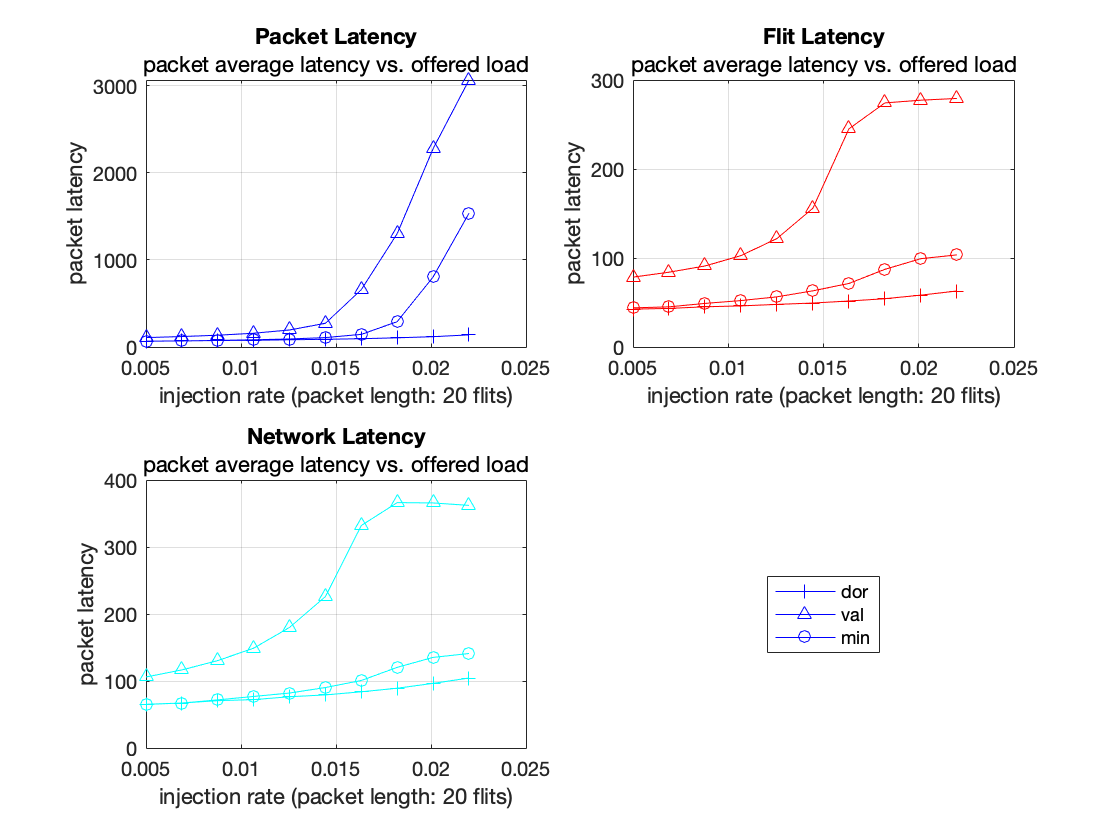 Packet Latency
packet average latency vs. offered load
3000
2000
1000
0
packet latency
0.005 0.01 0.015 0.02 0.025
injection rate (packet length: 20 flits)
Flit Latency
packet average latency vs. offered load
300
200
100
0
packet latency
0.005 0.01 0.015 0.02 0.025
injection rate (packet length: 20 flits)
Network Latency
packet average latency vs. offered load
400
300
200
100
0
packet latency
0.005 0.01 0.015 0.02 0.025
injection rate (packet length: 20 flits)
dor
val
min